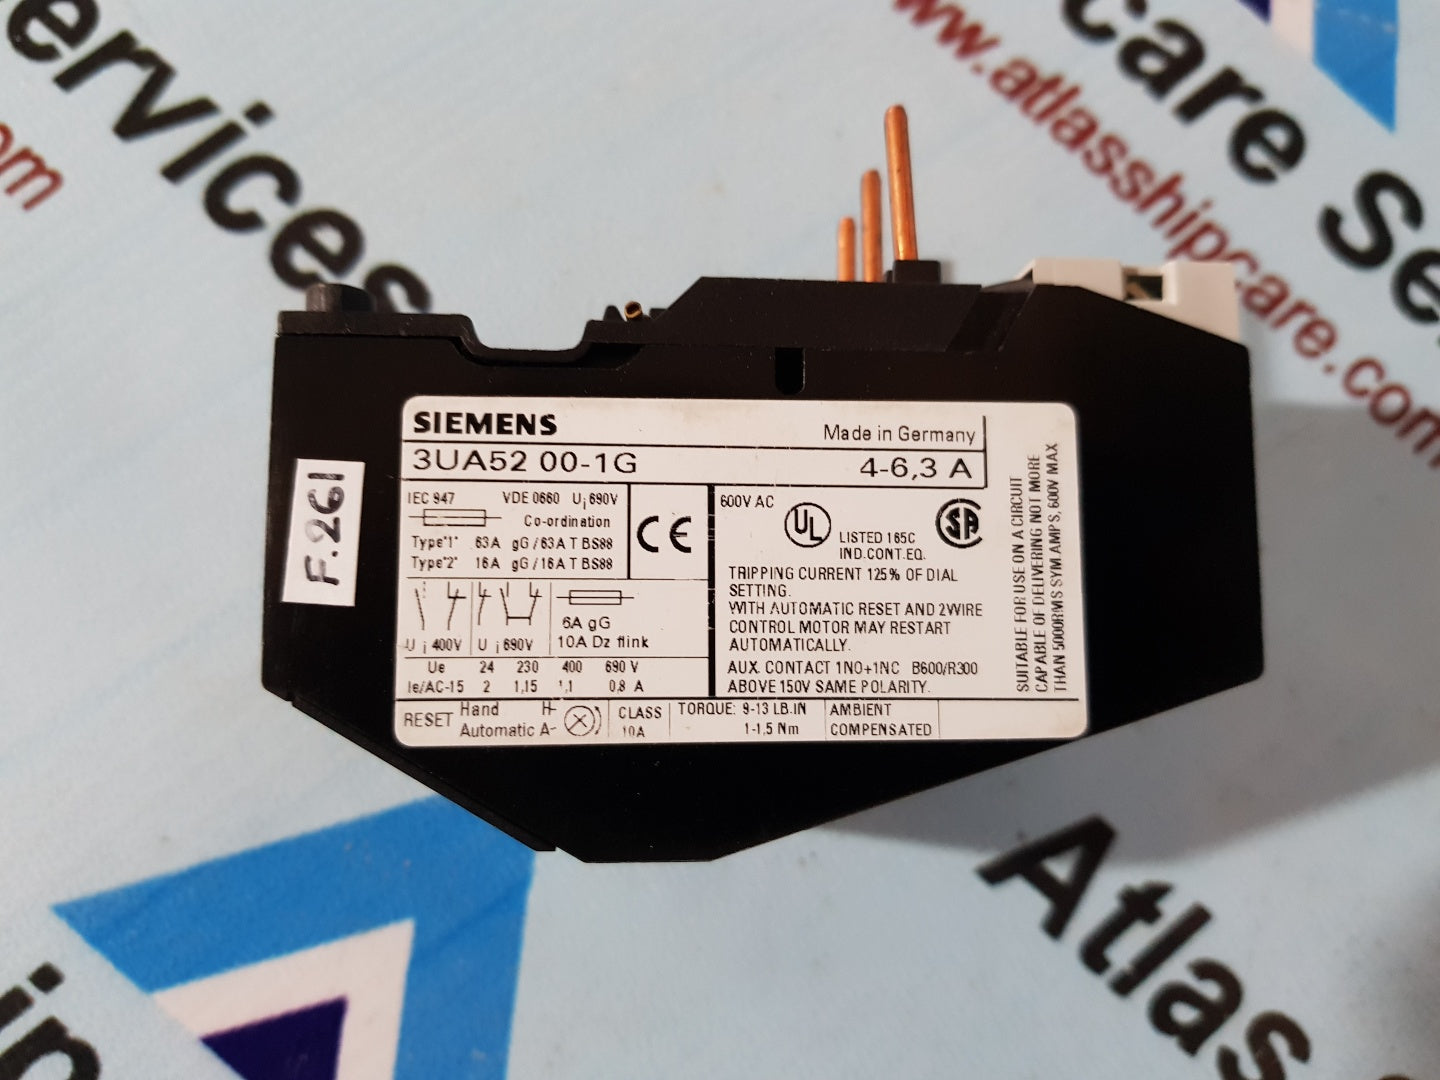 ervices
om
care Se
www.atlasshipcare.com
SIEMENS
Made in Germany
3UA52 00-1G
4-6,3 A
IEC 947 VDE 0660 Ui 690V
Co-ordination
Type"1" 63A gG/63A T BS88
Type"2" 16A gG/16A T BS88
CE
Ui 400V Ui 690V
6A gG
10A Dz flink
Ue 24 230 400 690 V
Ie/AC-15 2 1,15 1,1 0,8 A
600V AC
UL
LISTED 165C
IND.CONT.EQ.
SA
TRIPPING CURRENT 125% OF DIAL
SETTING.
WITH AUTOMATIC RESET AND 2WIRE
CONTROL MOTOR MAY RESTART
AUTOMATICALLY.
AUX. CONTACT 1NO+1NC B600/R300
ABOVE 150V SAME POLARITY.
SUITABLE FOR USE ON A CIRCUIT
CAPABLE OF DELIVERING NOT MORE
THAN 5000RMS SYM AMPS, 600V MAX
RESET Hand H-
Automatic A-
CLASS
10A
TORQUE: 9-13 LB.IN
1-1.5 Nm
AMBIENT
COMPENSATED
F.261
Atlas
in